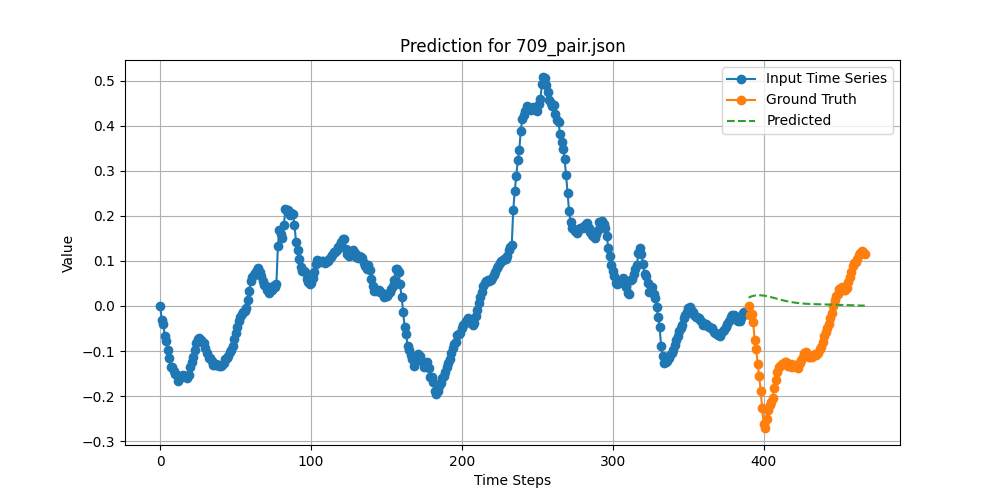 Prediction for 709_pair.json
Input Time Series
Ground Truth
Predicted
Value
0.5
0.4
0.3
0.2
0.1
0.0
−0.1
−0.2
−0.3
0 100 200 300 400
Time Steps